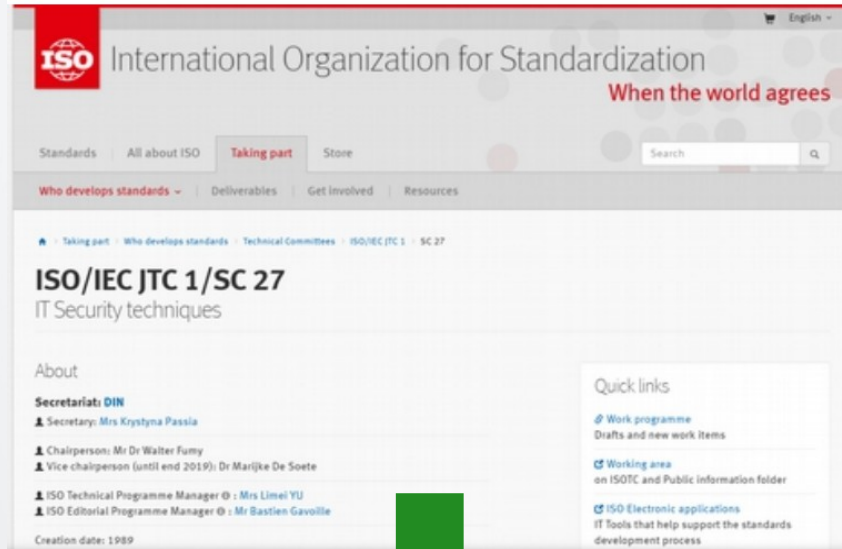 English
ISO
International Organization for Standardization
When the world agrees
Standards
All about ISO
Taking part
Store
Search
Who develops standards
Deliverables
Get involved
Resources
Taking part
Who develops standards
Technical Committees
ISO/IEC JTC 1
SC 27
ISO/IEC JTC 1/SC 27
IT Security techniques
About
Secretariat: DIN
Secretary: Mrs Krystyna Passia
Chairperson: Mr Dr Walter Fumy
Vice chairperson (until end 2019): Dr Marijke De Soete
ISO Technical Programme Manager : Mrs Limei YU
ISO Editorial Programme Manager : Mr Bastien Gavoille
Creation date: 1989
Quick links
Work programme
Drafts and new work items
Working area
on ISOTC and Public information folder
ISO Electronic applications
IT Tools that help support the standards
development process